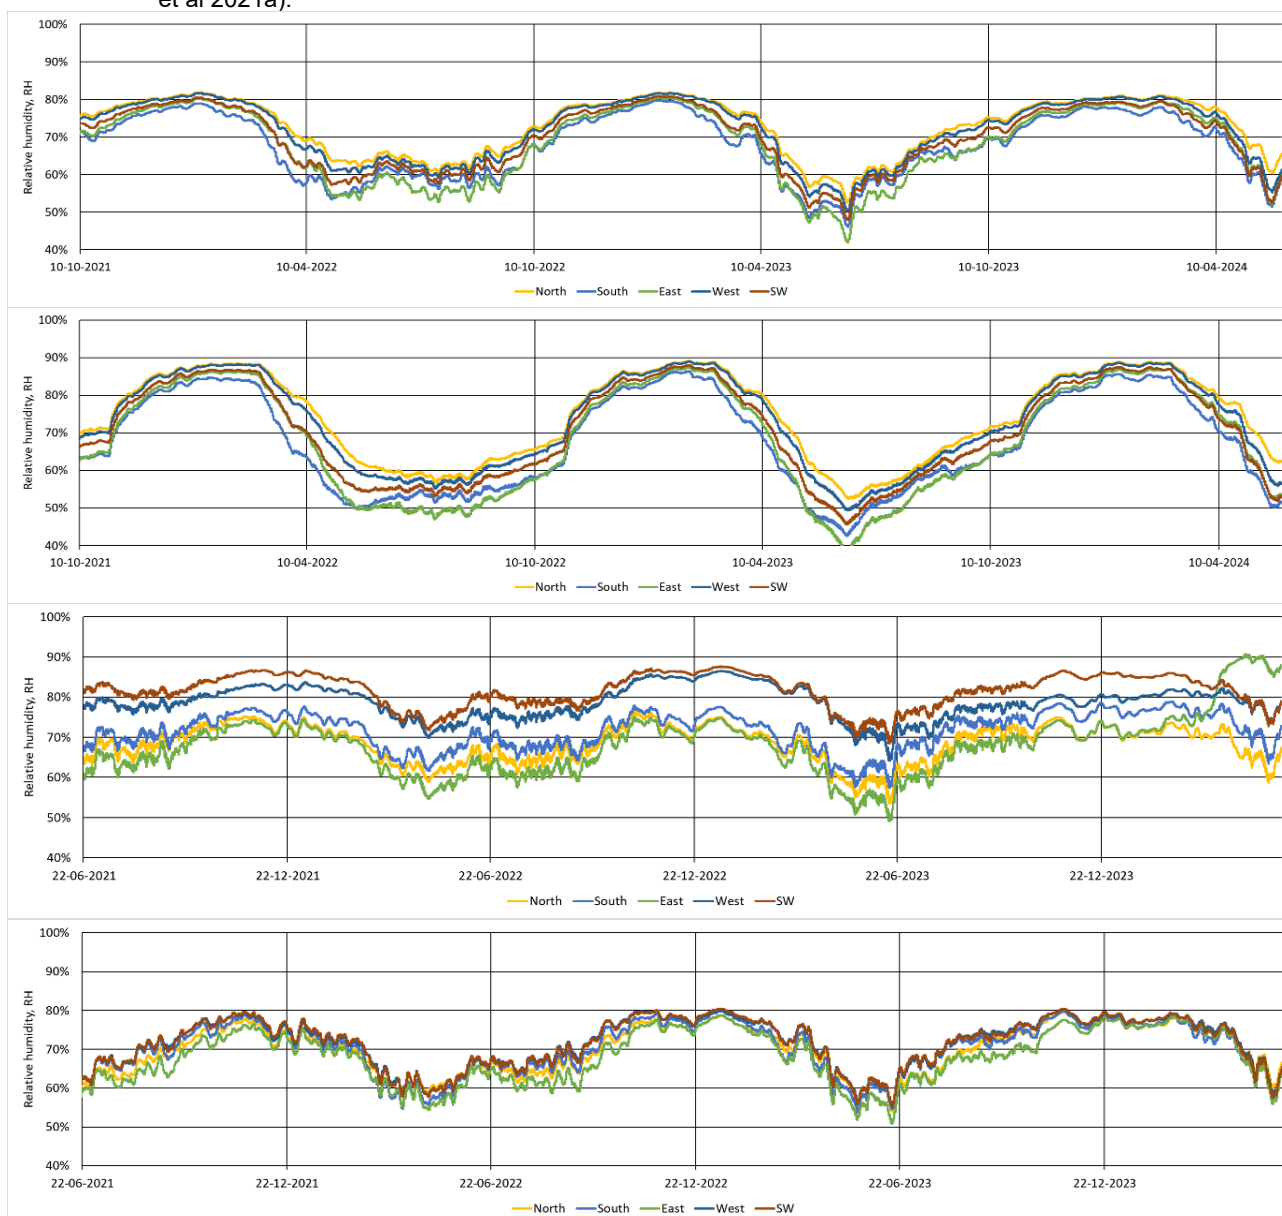 et al 2021a).
100%
90%
80%
70%
60%
50%
40%
Relative humidity, RH
10-10-2021 10-04-2022 10-10-2022 10-04-2023 10-10-2023 10-04-2024
North South East West SW
100%
90%
80%
70%
60%
50%
40%
Relative humidity, RH
10-10-2021 10-04-2022 10-10-2022 10-04-2023 10-10-2023 10-04-2024
North South East West SW
100%
90%
80%
70%
60%
50%
40%
Relative humidity, RH
22-06-2021 22-12-2021 22-06-2022 22-12-2022 22-06-2023 22-12-2023
North South East West SW
100%
90%
80%
70%
60%
50%
40%
Relative humidity, RH
22-06-2021 22-12-2021 22-06-2022 22-12-2022 22-06-2023 22-12-2023
North South East West SW